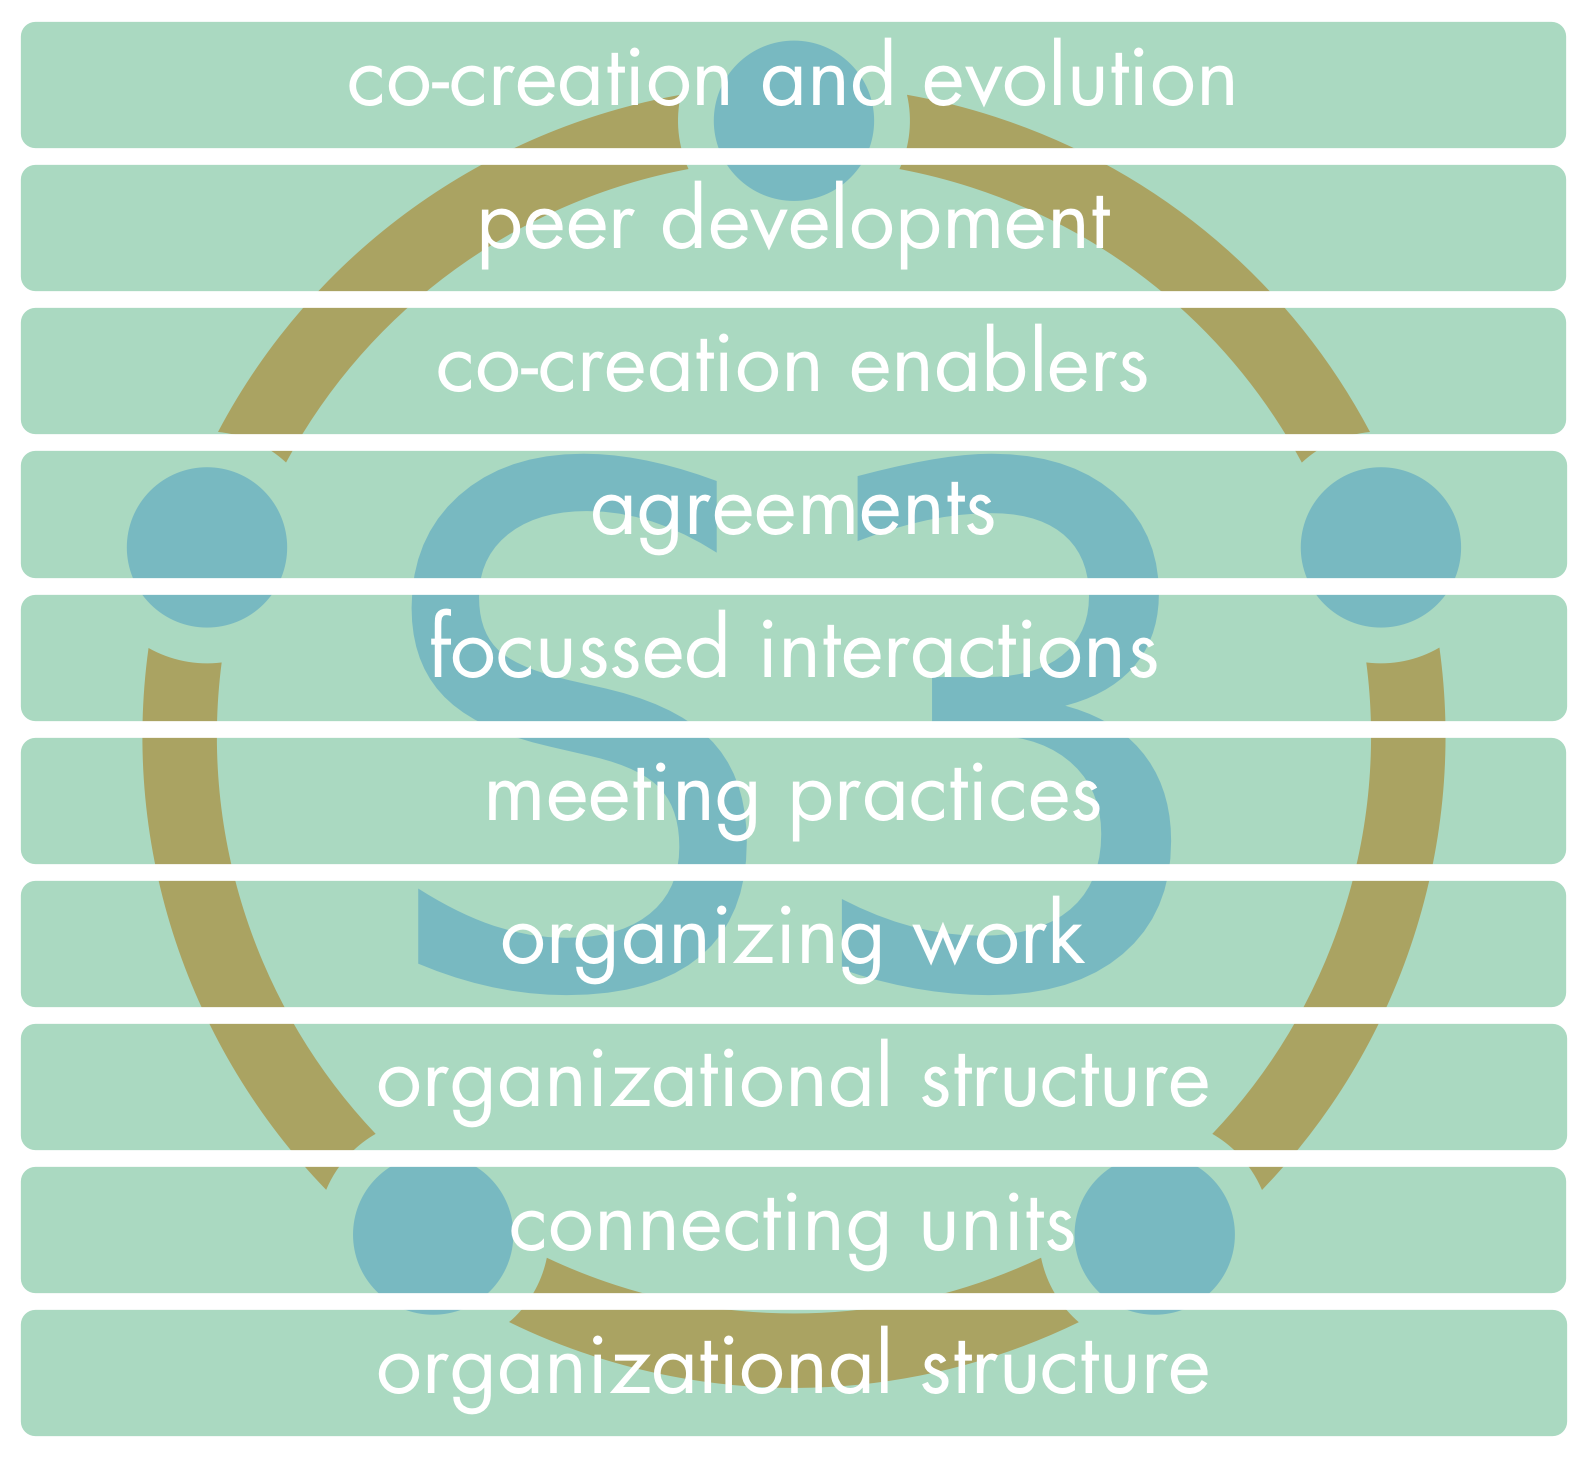 co-creation and evolution
peer development
co-creation enablers
agreements
S3
focussed interactions
meeting practices
organizing work
organizational structure
connecting units
organizational structure